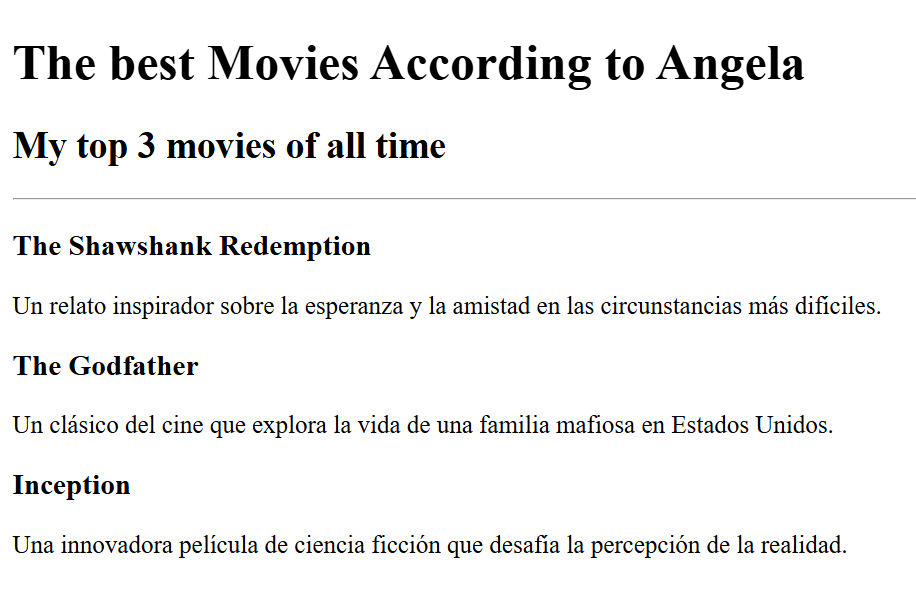 The best Movies According to Angela
My top 3 movies of all time
The Shawshank Redemption
Un relato inspirador sobre la esperanza y la amistad en las circunstancias más difíciles.
The Godfather
Un clásico del cine que explora la vida de una familia mafiosa en Estados Unidos.
Inception
Una innovadora película de ciencia ficción que desafía la percepción de la realidad.